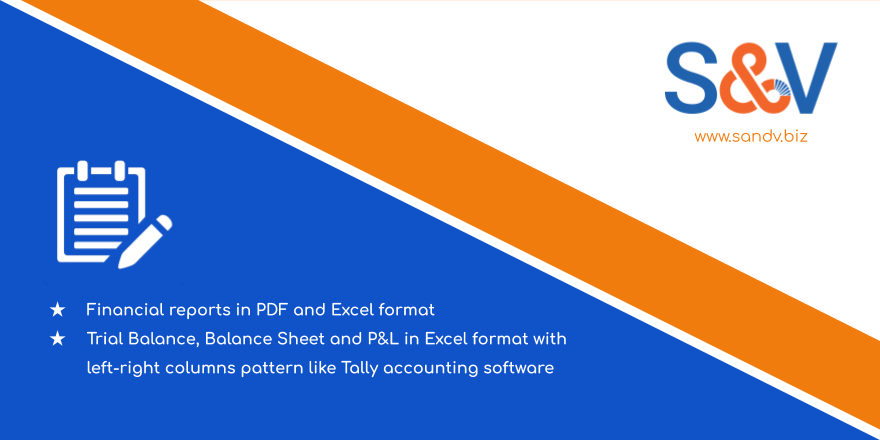 S&V
www.sandv.biz
★ Financial reports in PDF and Excel format
★ Trial Balance, Balance Sheet and P&L in Excel format with
left-right columns pattern like Tally accounting software